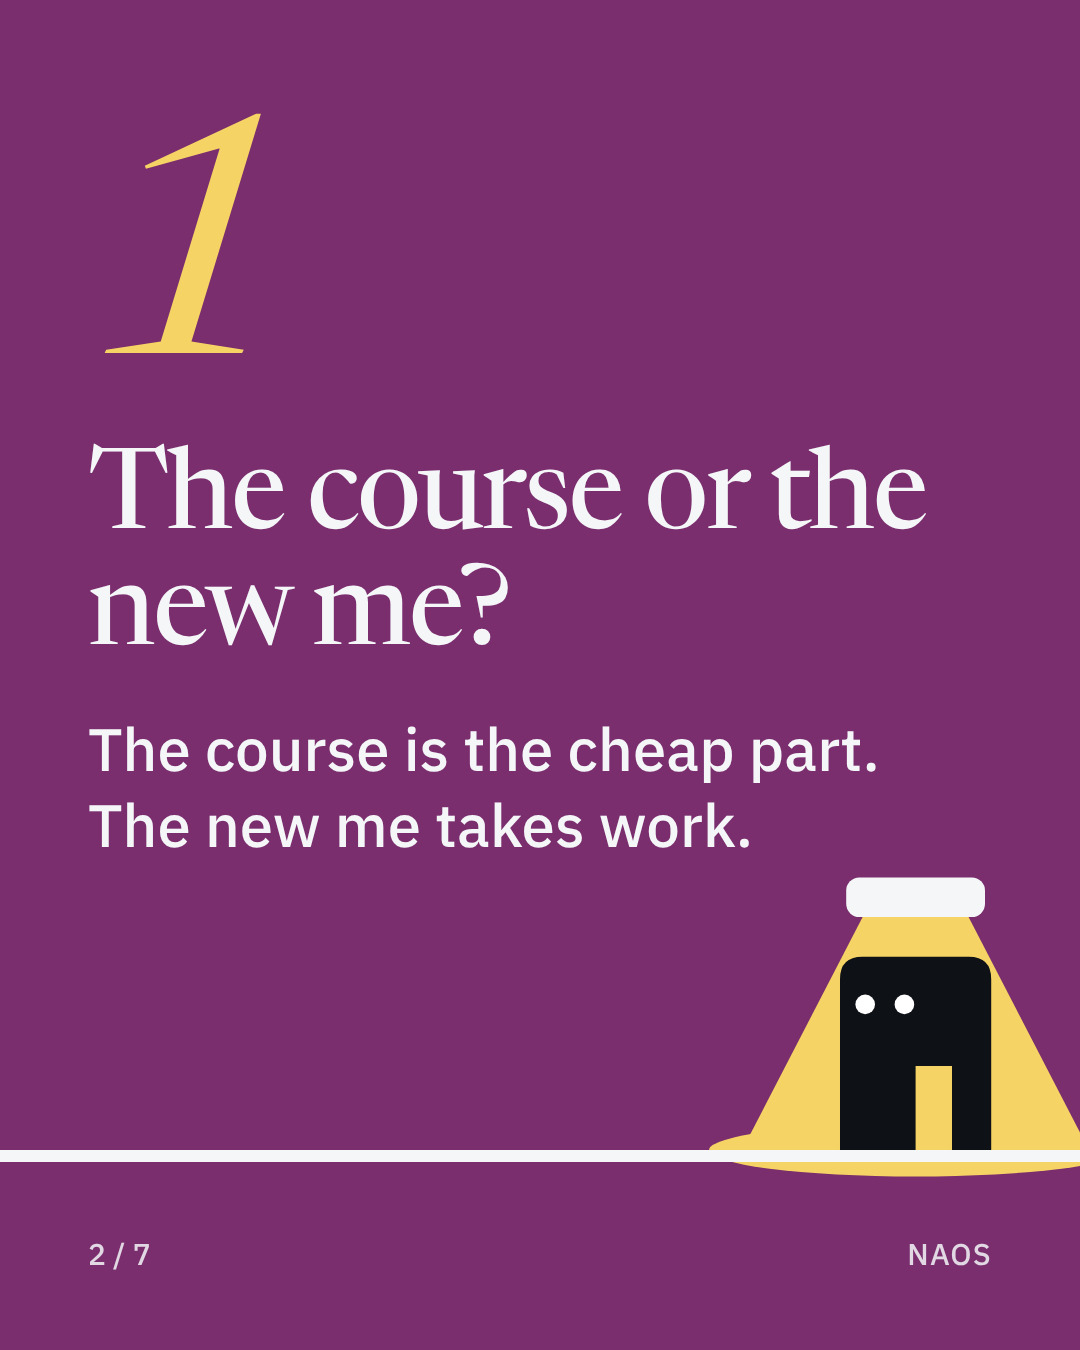 1
The course or the
new me?
The course is the cheap part.
The new me takes work.
2 / 7
NAOS